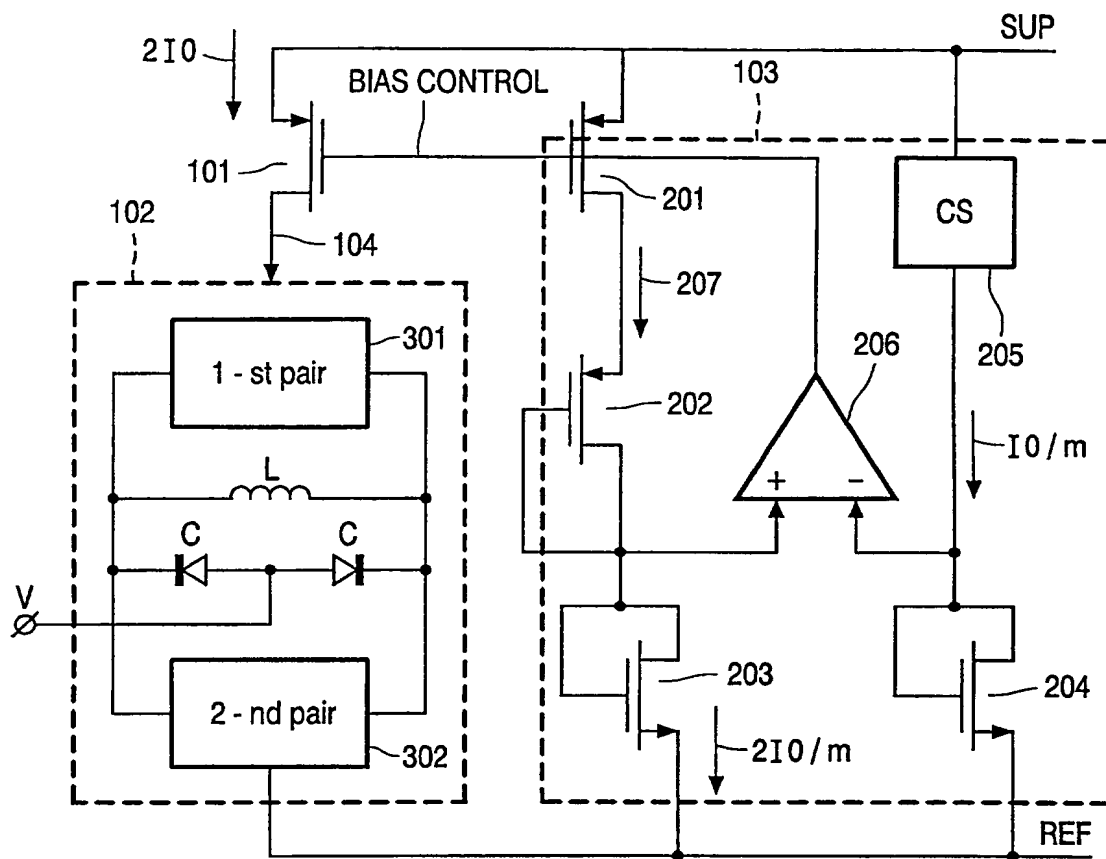 SUP
2I0
BIAS CONTROL
103
101
201
CS
102
104
207
205
301
1 - st pair
206
202
I0/m
L
+ -
C C
V
203
204
2 - nd pair
302
2I0/m
REF